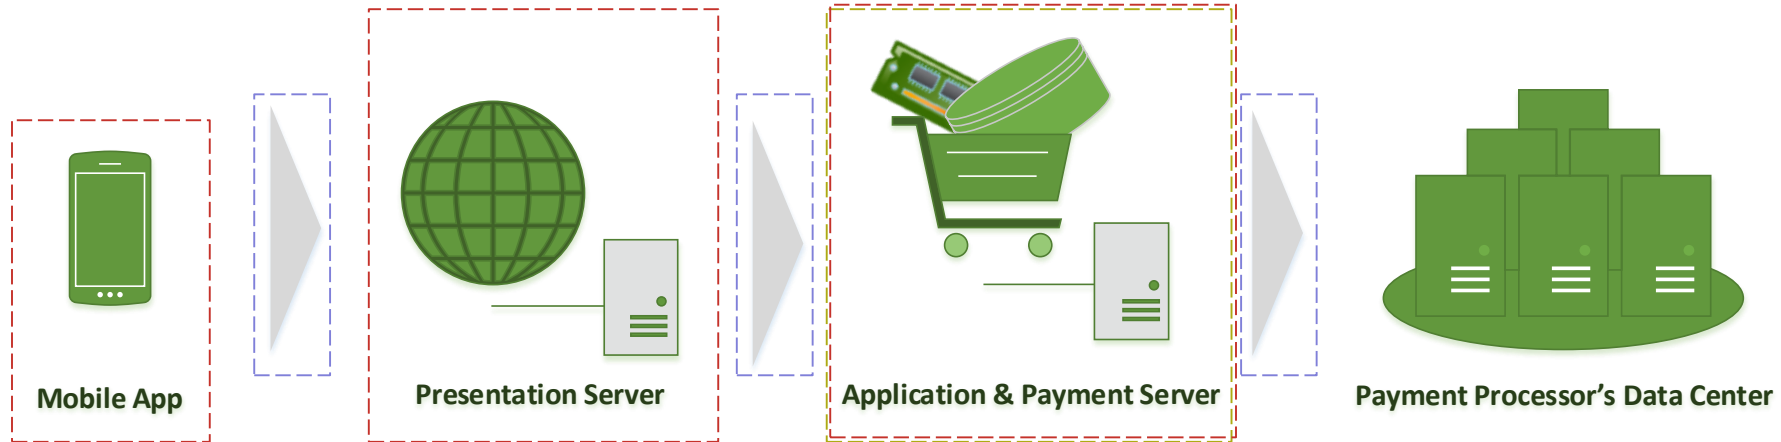 Mobile App
Presentation Server
Application & Payment Server
Payment Processor’s Data Center